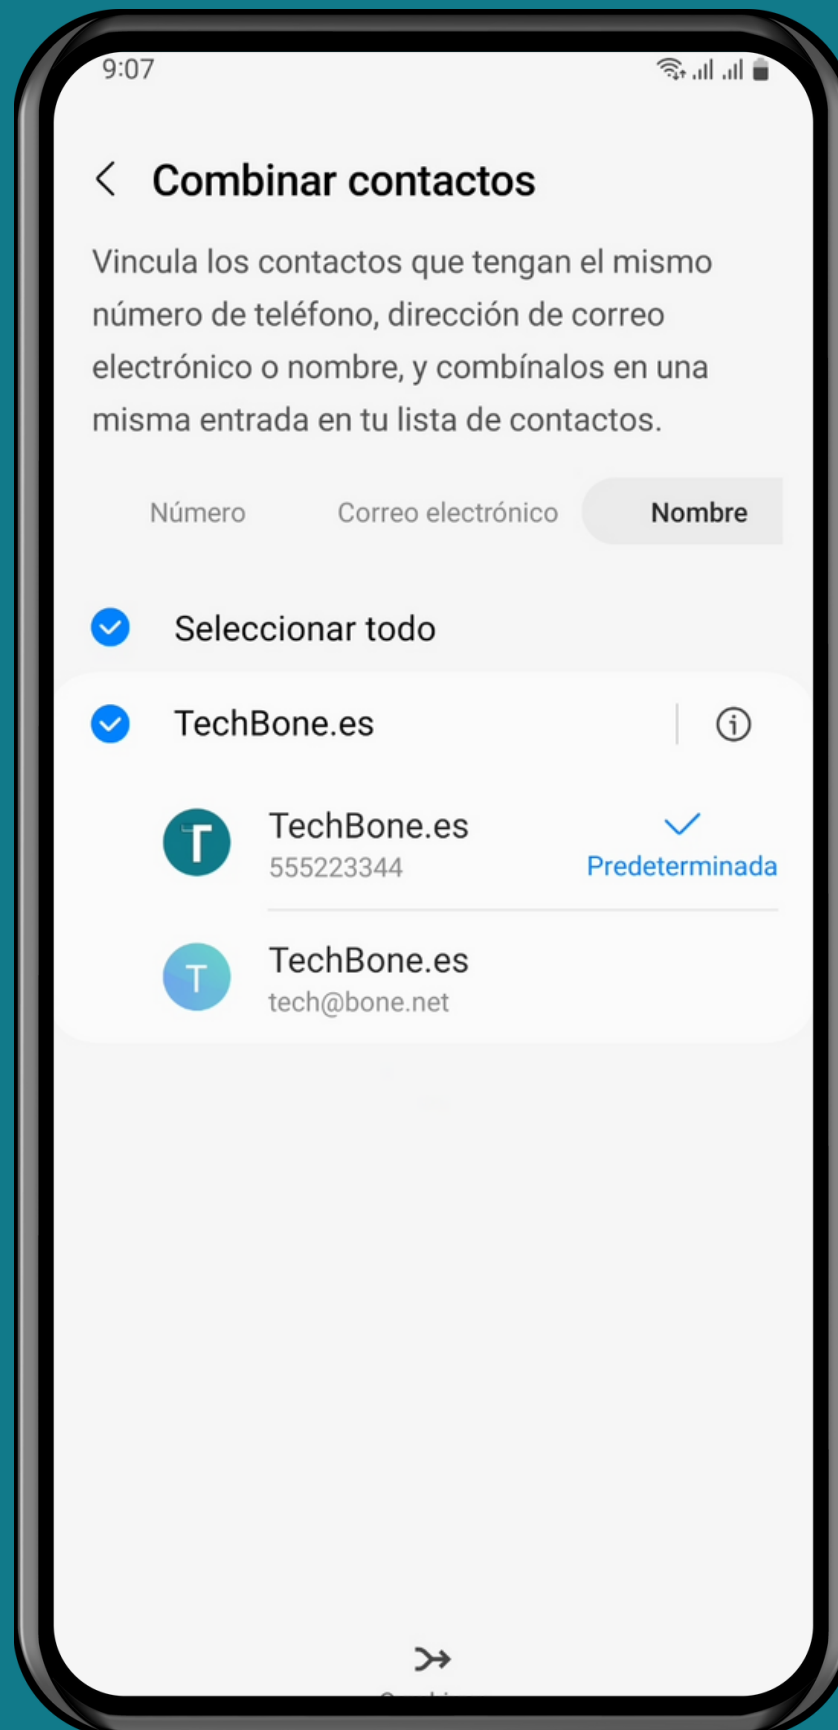 9:07
Combinar contactos
Vincula los contactos que tengan el mismo
número de teléfono, dirección de correo
electrónico o nombre, y combínalos en una
misma entrada en tu lista de contactos.
Número Correo electrónico Nombre
Seleccionar todo
TechBone.es
T TechBone.es
555223344 Predeterminada
T TechBone.es
tech@bone.net